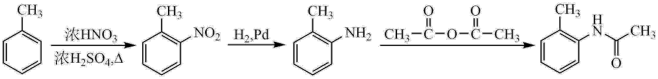 CH₃ CH₃ CH₃ O O CH₃ H
浓HNO₃ NO₂ H₂,Pd NH₂ CH₃—C—O—C—CH₃ N CH₃
浓H₂SO₄,Δ C
O